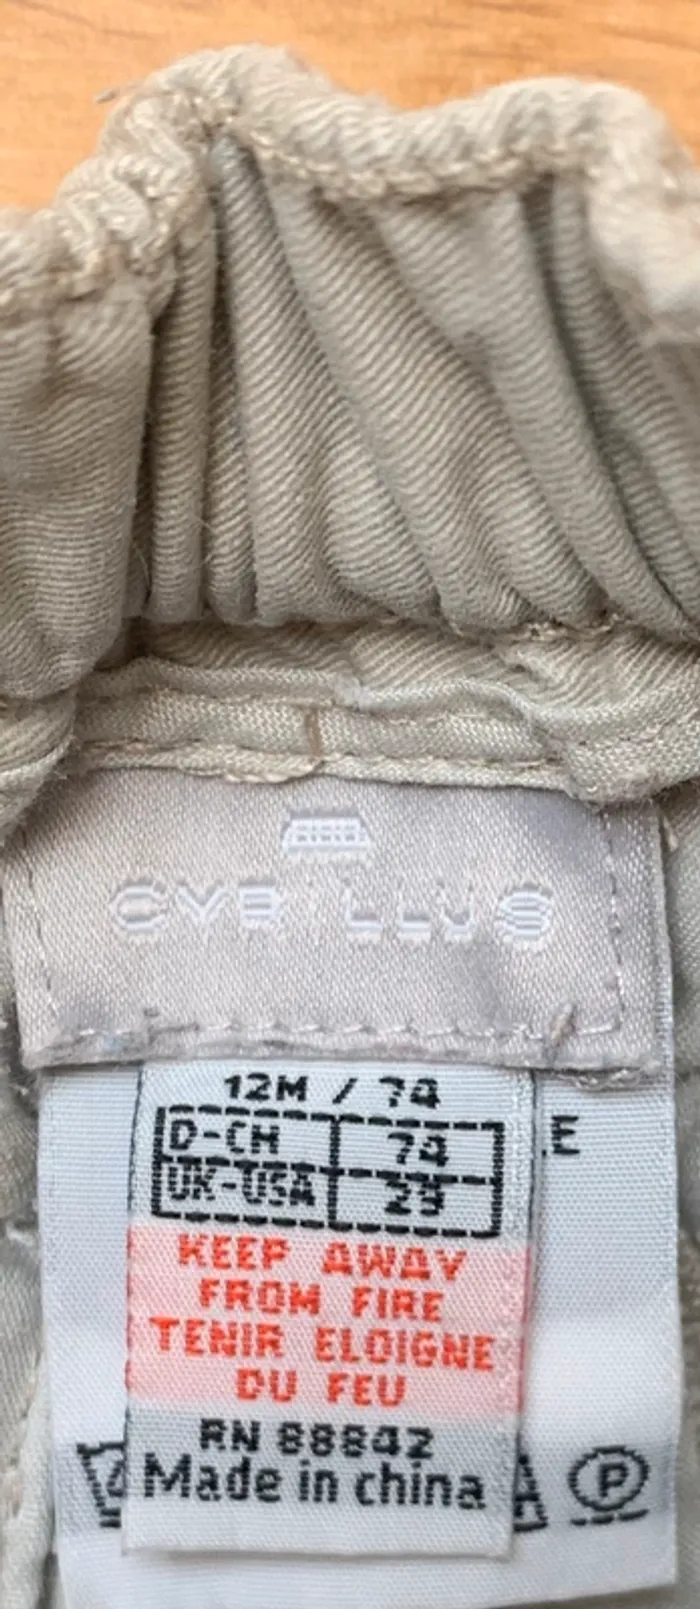 CYRILLUS
12M / 74
D-CH 74
UK-USA 29
E
KEEP AWAY
FROM FIRE
TENIR ELOIGNE
DU FEU
RN 88842
Made in china
A P